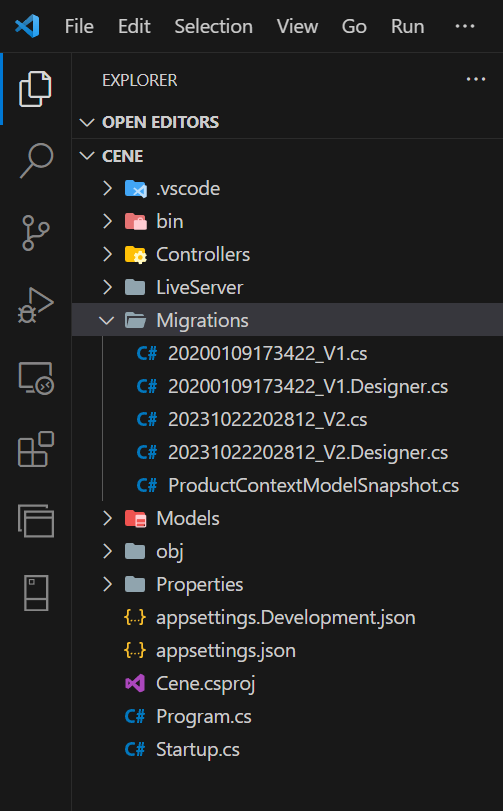 File Edit Selection View Go Run ...
EXPLORER ...
OPEN EDITORS
CENE
.vscode
bin
Controllers
LiveServer
Migrations
C# 20200109173422_V1.cs
C# 20200109173422_V1.Designer.cs
C# 20231022202812_V2.cs
C# 20231022202812_V2.Designer.cs
C# ProductContextModelSnapshot.cs
Models
obj
Properties
{..} appsettings.Development.json
{..} appsettings.json
Cene.csproj
C# Program.cs
C# Startup.cs